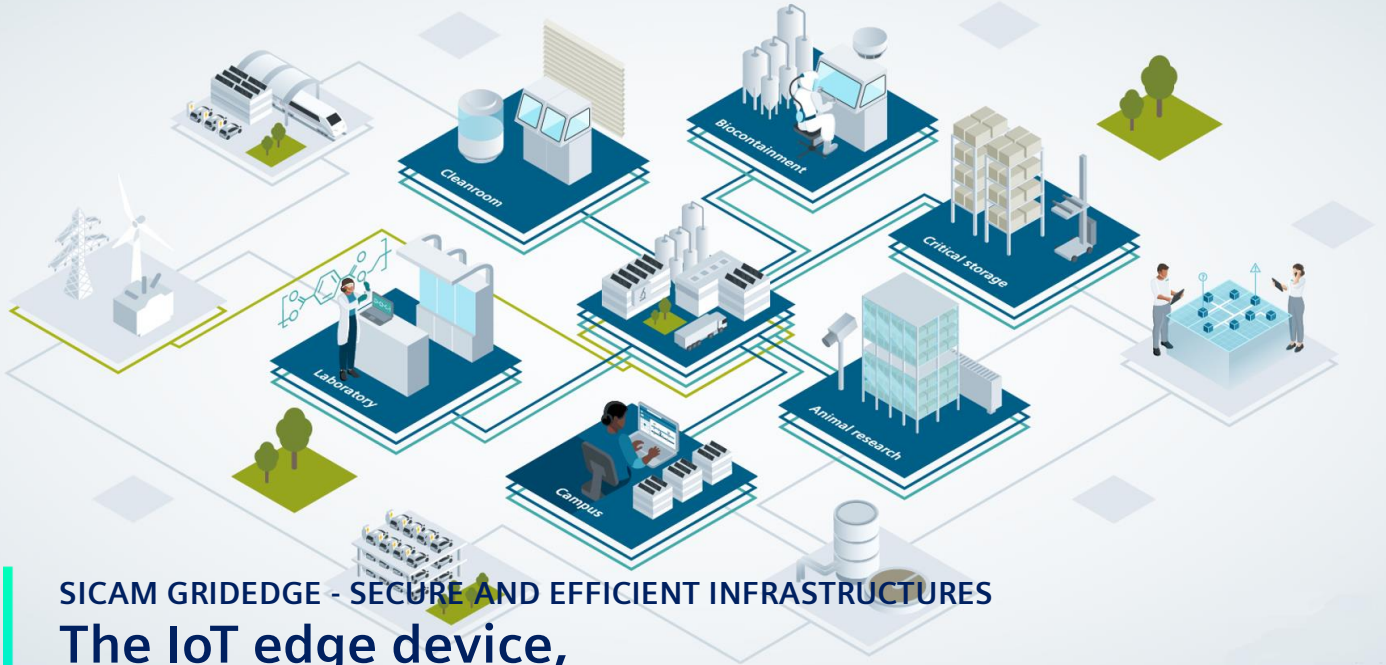 Biocontainment
Cleanroom
Critical storage
Laboratory
Animal research
Campus
SICAM GRIDEDGE - SECURE AND EFFICIENT INFRASTRUCTURES
The IoT edge device,